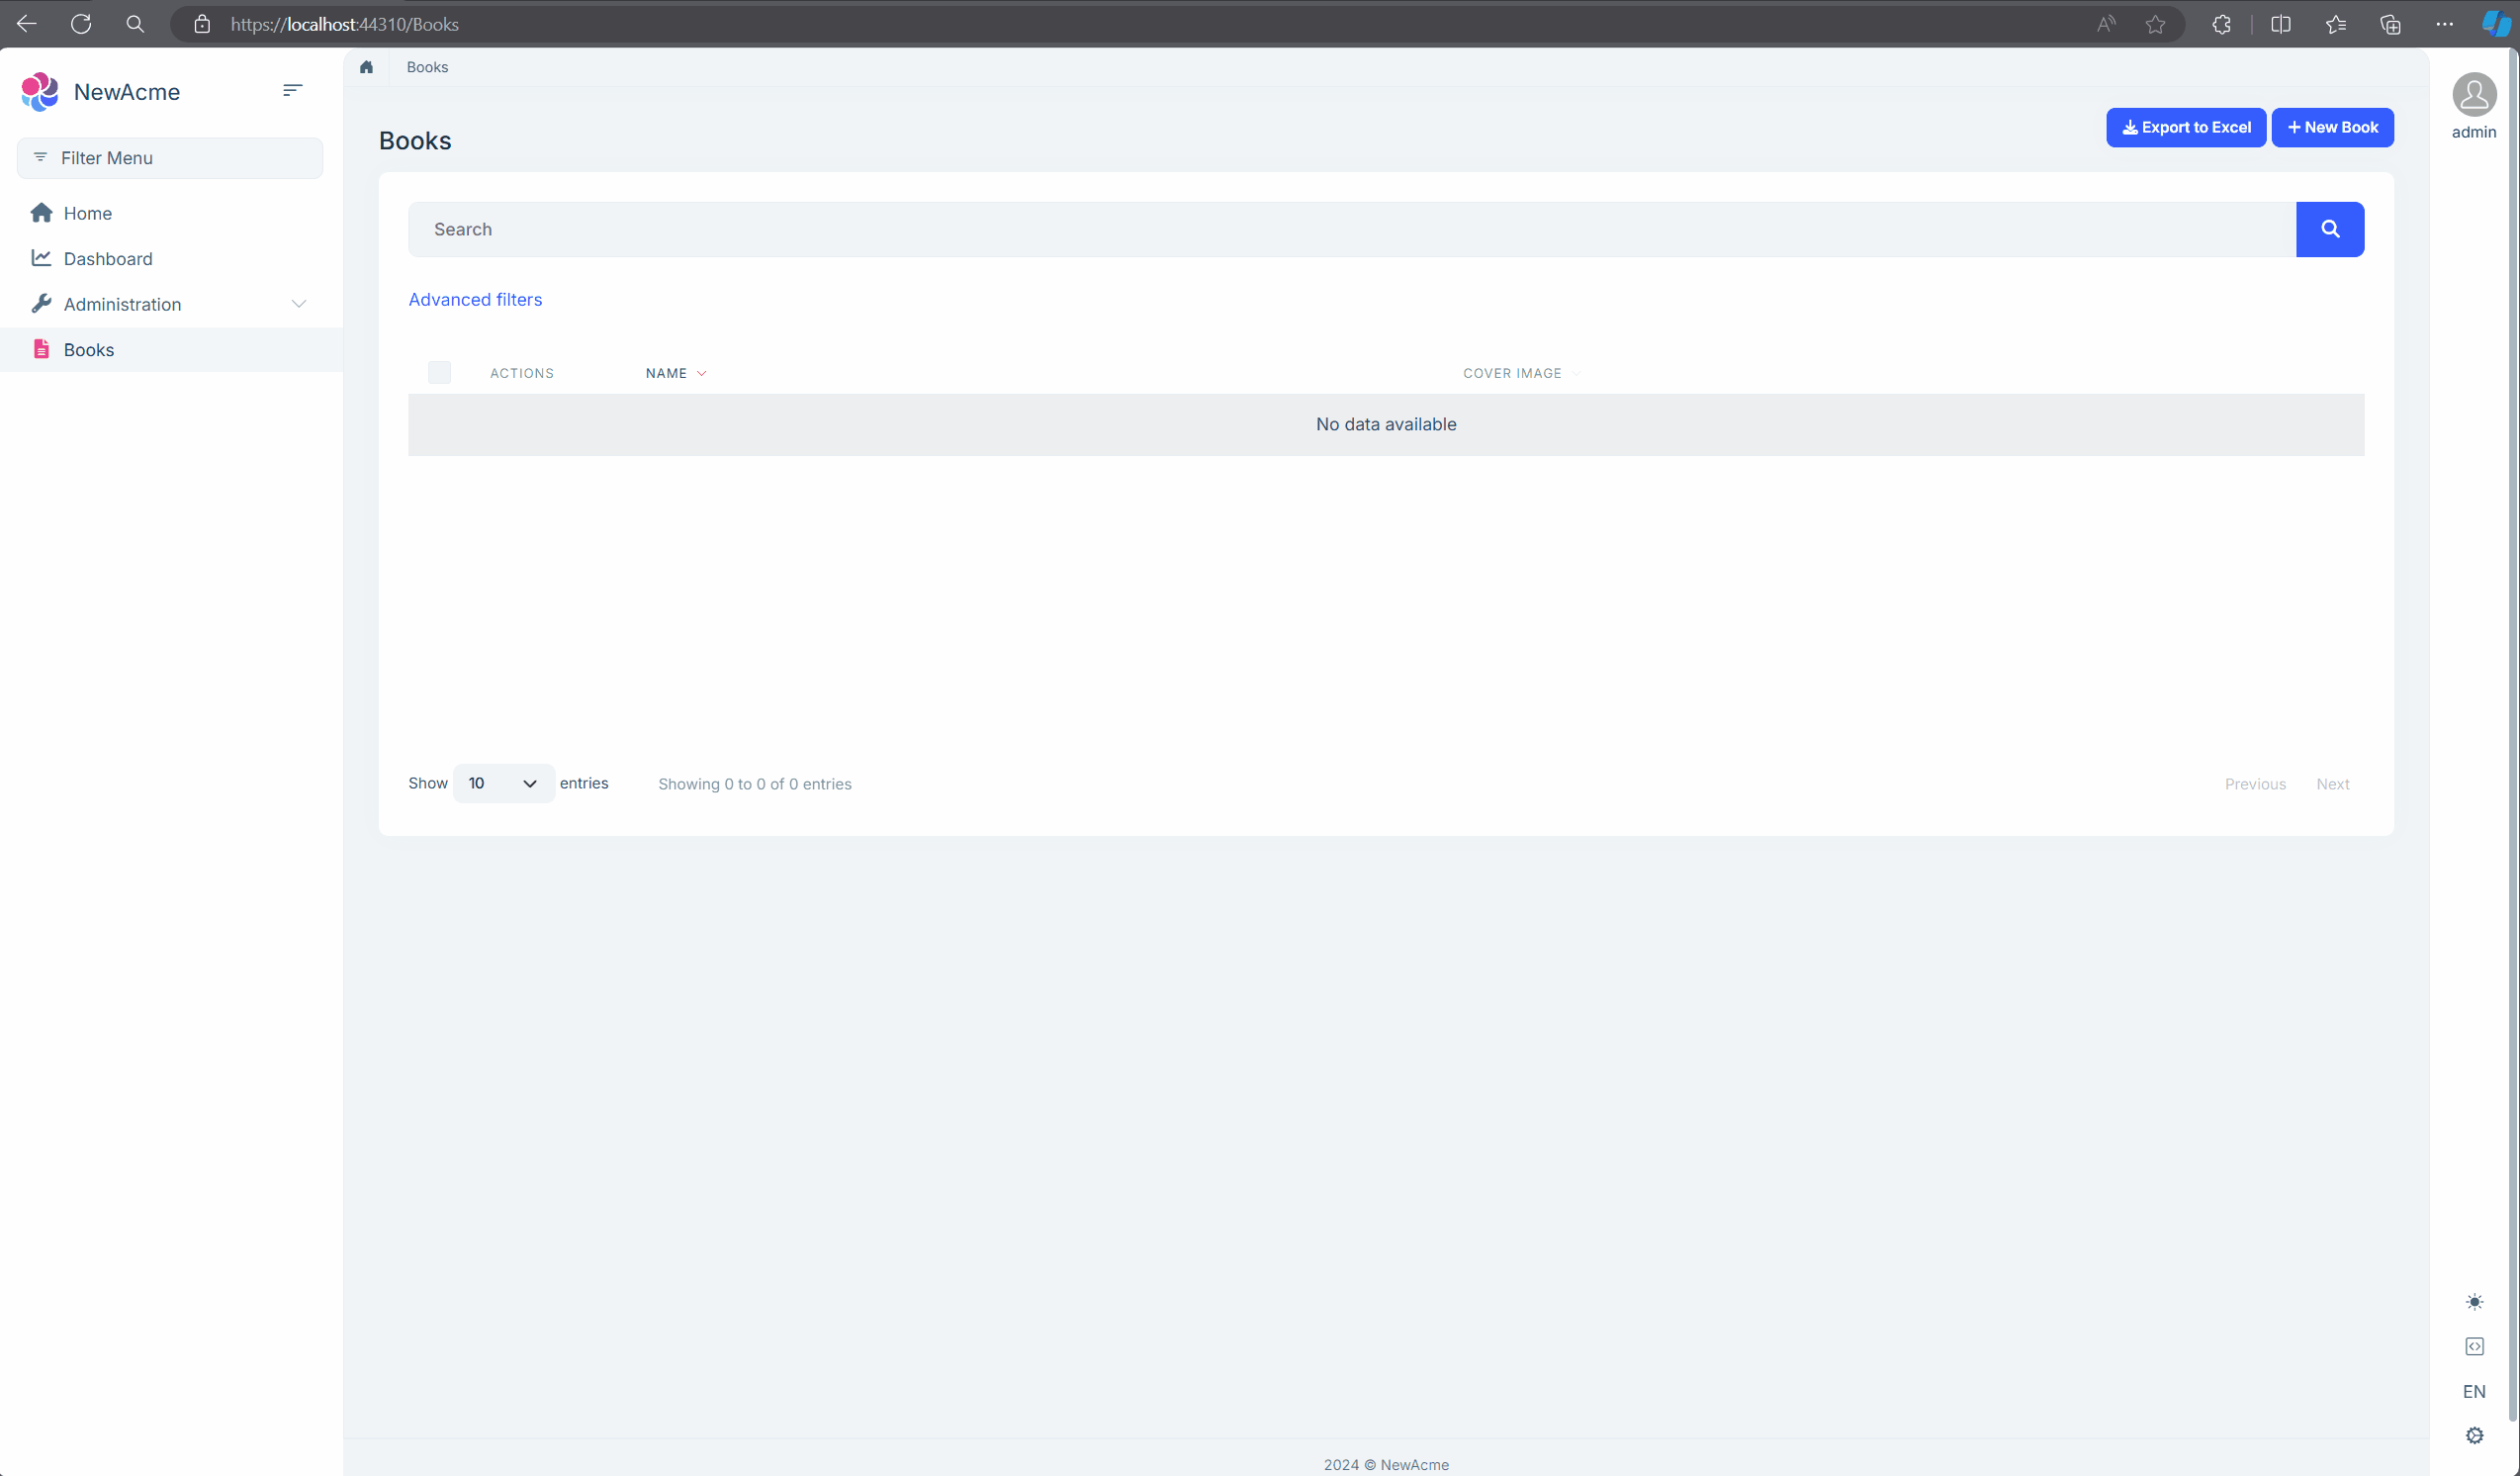 https://localhost:44310/Books
NewAcme
Filter Menu
Home
Dashboard
Administration
Books
Books
Books
Export to Excel
+ New Book
admin
Search
Advanced filters
ACTIONS NAME COVER IMAGE
No data available
Show 10 entries Showing 0 to 0 of 0 entries Previous Next
EN
2024 © NewAcme